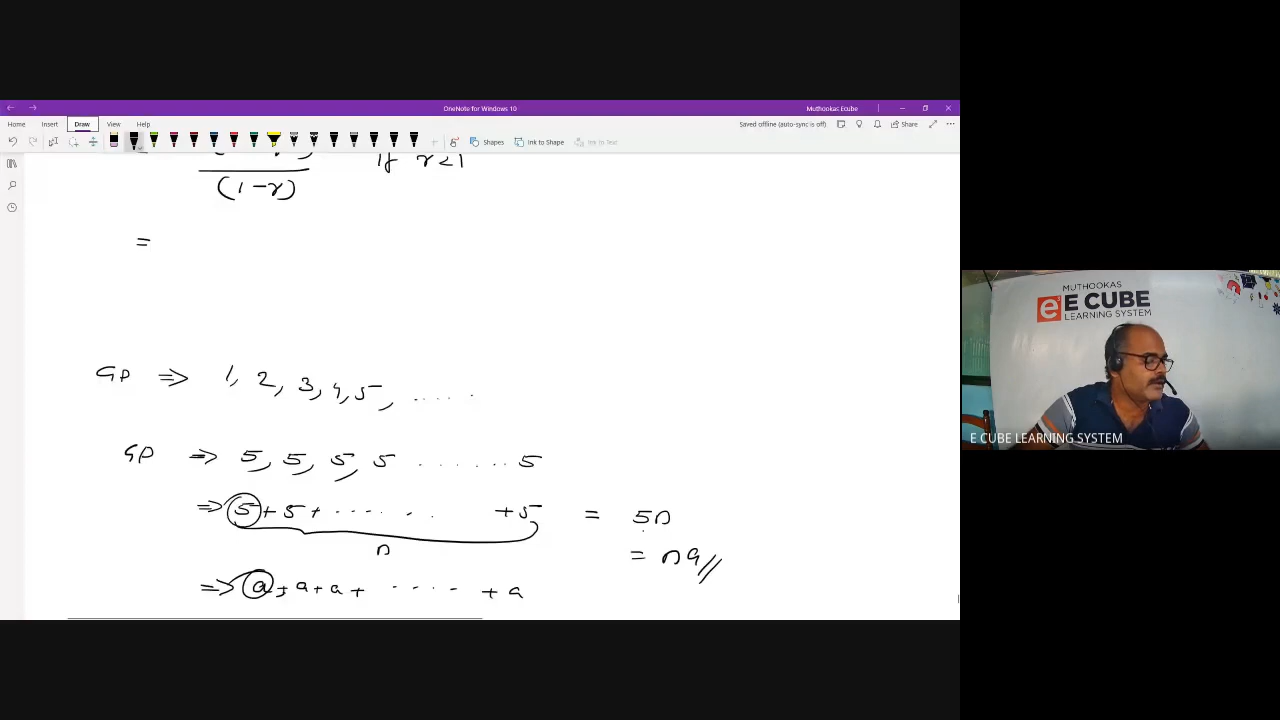 OneNote for Windows 10
Muthookas Ecube
Home Insert Draw View Help
Saved offline (auto-sync is off)
Share
Shapes
Ink to Shape
Ink to Text
if r<1
(1-r)
=
GP ⇒ 1, 2, 3, 4, 5, .....
GP ⇒ 5, 5, 5, 5 ....... 5
⇒ 5 + 5 + ....... + 5 = 5n
n
= na //
⇒ a + a + a + ..... + a
MUTHOOKAS
e³ E CUBE
LEARNING SYSTEM
E CUBE LEARNING SYSTEM